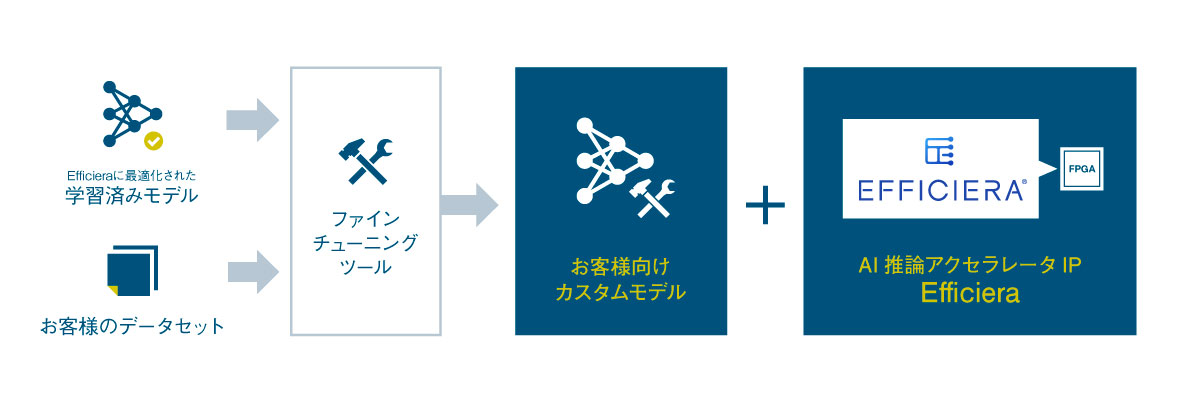 Efficieraに最適化された
学習済みモデル
お客様のデータセット
ファイン
チューニング
ツール
お客様向け
カスタムモデル
EFFICIERA®
FPGA
AI 推論アクセラレータ IP
Efficiera